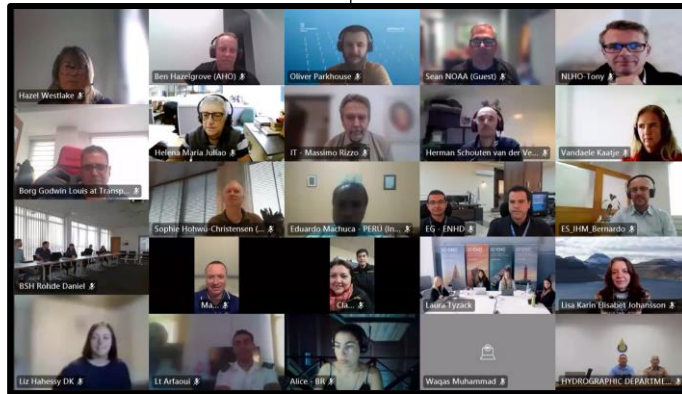 Hazel Westlake
Ben Hazelgrove (AHO)
Oliver Parkhouse
Sean NOAA (Guest)
NLHO-Tony
Borg Godwin Louis at Transp...
Helena Maria Juliao
IT - Massimo Rizzo
Herman Schouten van der Ve...
Vandaele Kaatje
BSH Rohde Daniel
Sophie Hohwü-Christensen (...
Eduardo Machuca - PERÚ (In...
EG - ENHD
ES_IHM_Bernardo
Ma...
Cla...
Laura Tyzack
Lisa Karin Elisabet Johansson
Liz Hahessy DK
Lt Arfaoui
Alice - BR
Waqas Muhammad
HYDROGRAPHIC DEPARTME...